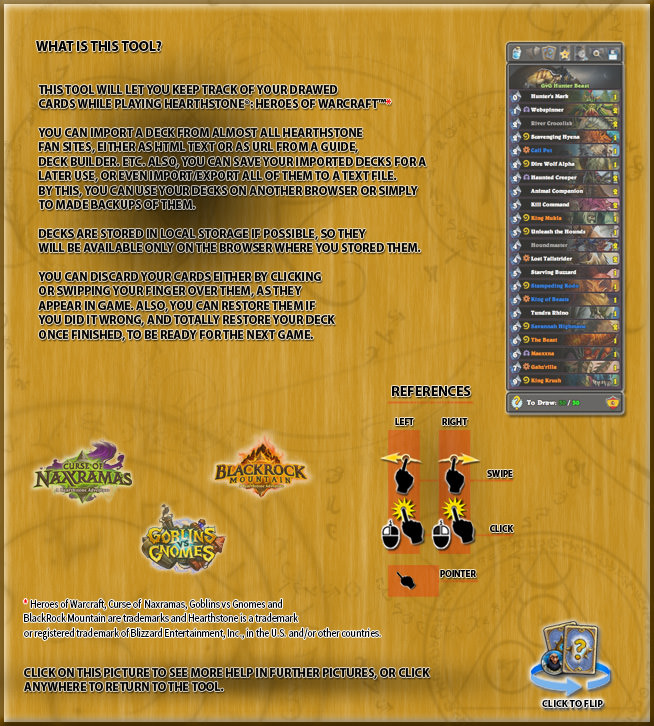 WHAT IS THIS TOOL?
THIS TOOL WILL LET YOU KEEP TRACK OF YOUR DRAWED
CARDS WHILE PLAYING HEARTHSTONE®: HEROES OF WARCRAFT™*
YOU CAN IMPORT A DECK FROM ALMOST ALL HEARTHSTONE
FAN SITES, EITHER AS HTML TEXT OR AS URL FROM A GUIDE,
DECK BUILDER. ETC. ALSO, YOU CAN SAVE YOUR IMPORTED DECKS FOR A
LATER USE, OR EVEN IMPORT/EXPORT ALL OF THEM TO A TEXT FILE.
BY THIS, YOU CAN USE YOUR DECKS ON ANOTHER BROWSER OR SIMPLY
TO MADE BACKUPS OF THEM.
DECKS ARE STORED IN LOCAL STORAGE IF POSSIBLE, SO THEY
WILL BE AVAILABLE ONLY ON THE BROWSER WHERE YOU STORED THEM.
YOU CAN DISCARD YOUR CARDS EITHER BY CLICKING
OR SWIPPING YOUR FINGER OVER THEM, AS THEY
APPEAR IN GAME. ALSO, YOU CAN RESTORE THEM IF
YOU DID IT WRONG, AND TOTALLY RESTORE YOUR DECK
ONCE FINISHED, TO BE READY FOR THE NEXT GAME.
GvG Hunter Beast
Hunter's Mark
Webspinner
River Crocolisk
Scavenging Hyena
Call Pet
Dire Wolf Alpha
Haunted Creeper
Animal Companion
Kill Command
King Mukla
Unleash the Hounds
Houndmaster
Lost Tallstrider
Starving Buzzard
Stampeding Kodo
King of Beasts
Tundra Rhino
Savannah Highmane
The Beast
Maexxna
Gahz'rilla
King Krush
To Draw: / 30
REFERENCES
LEFT RIGHT
SWIPE
CLICK
POINTER
CURSE OF
NAXXRAMAS
A Hearthstone Adventure
BLACKROCK
MOUNTAIN
A Hearthstone Adventure
GOBLINS
VS
GNOMES
* Heroes of Warcraft, Curse of Naxramas, Goblins vs Gnomes and
BlackRock Mountain are trademarks and Hearthstone is a trademark
or registered trademark of Blizzard Entertainment, Inc., in the U.S. and/or other countries.
CLICK ON THIS PICTURE TO SEE MORE HELP IN FURTHER PICTURES, OR CLICK
ANYWHERE TO RETURN TO THE TOOL.
?
CLICK TO FLIP